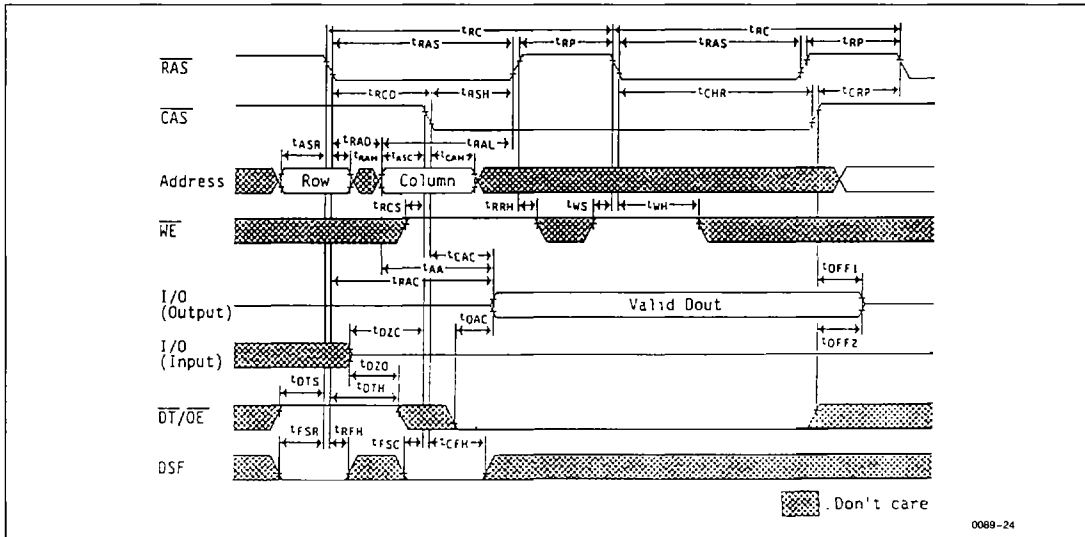 tRC tRC
tRAS tRP tRAS tRP
RAS
tRCD tRSH tCHR tCRP
CAS
tASR tRAD tRAL
tRAH tASC tCAH
Address Row Column
tRCS tRRH tWS tWH
WE
tCAC
tAA
tRAC tOFF1
I/O
(Output) Valid Dout
tDZC tOAC
tOFF2
I/O
(Input)
tDZO
tDTS tDTH
DT/OE
tFSR tRFH tFSC tCFH
DSF
Don't care
0089-24